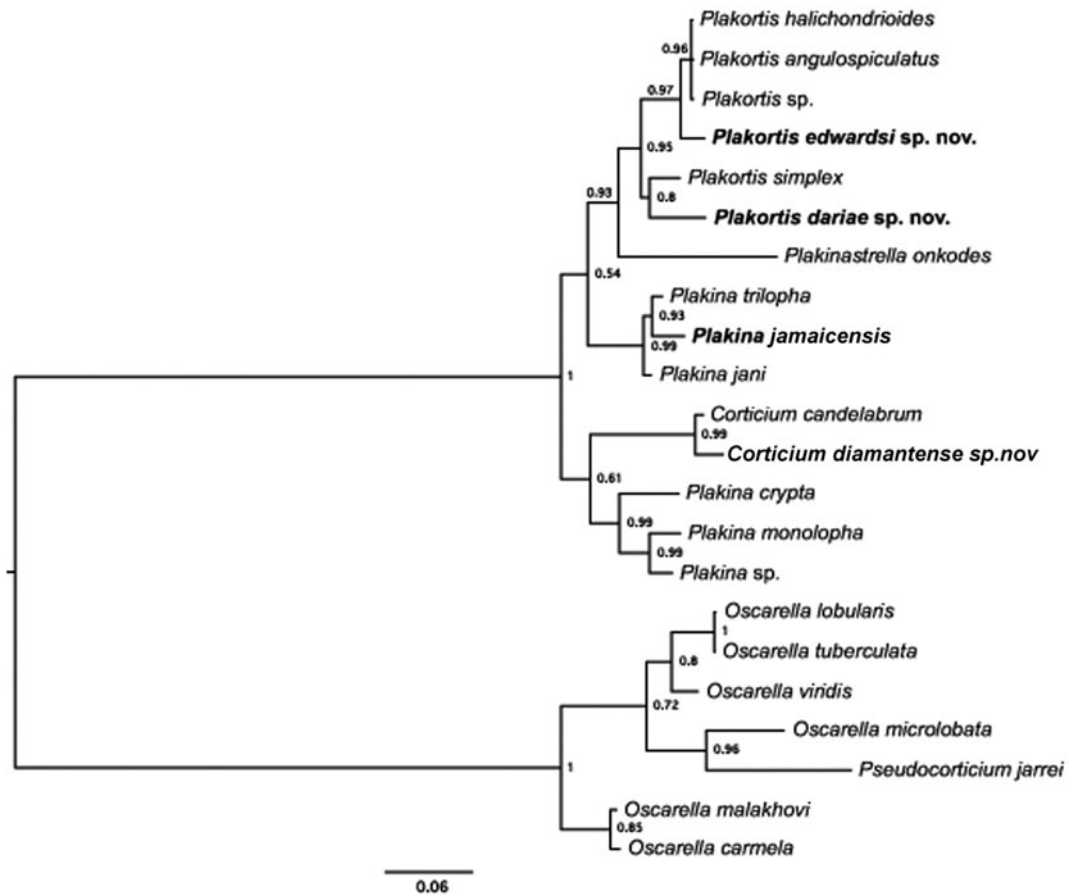 Plakortis halichondrioides
0.96
Plakortis angulospiculatus
0.97
Plakortis sp.
Plakortis edwardsi sp. nov.
0.95
Plakortis simplex
0.93
0.8
Plakortis dariae sp. nov.
Plakinastrella onkodes
0.54
Plakina trilopha
0.93
Plakina jamaicensis
0.99
Plakina jani
1
Corticium candelabrum
0.99
Corticium diamantense sp.nov
0.61
Plakina crypta
0.99
Plakina monolopha
0.99
Plakina sp.
Oscarella lobularis
1
Oscarella tuberculata
0.8
Oscarella viridis
0.72
Oscarella microlobata
0.96
Pseudocorticium jarrei
1
Oscarella malakhovi
0.85
Oscarella carmela
0.06